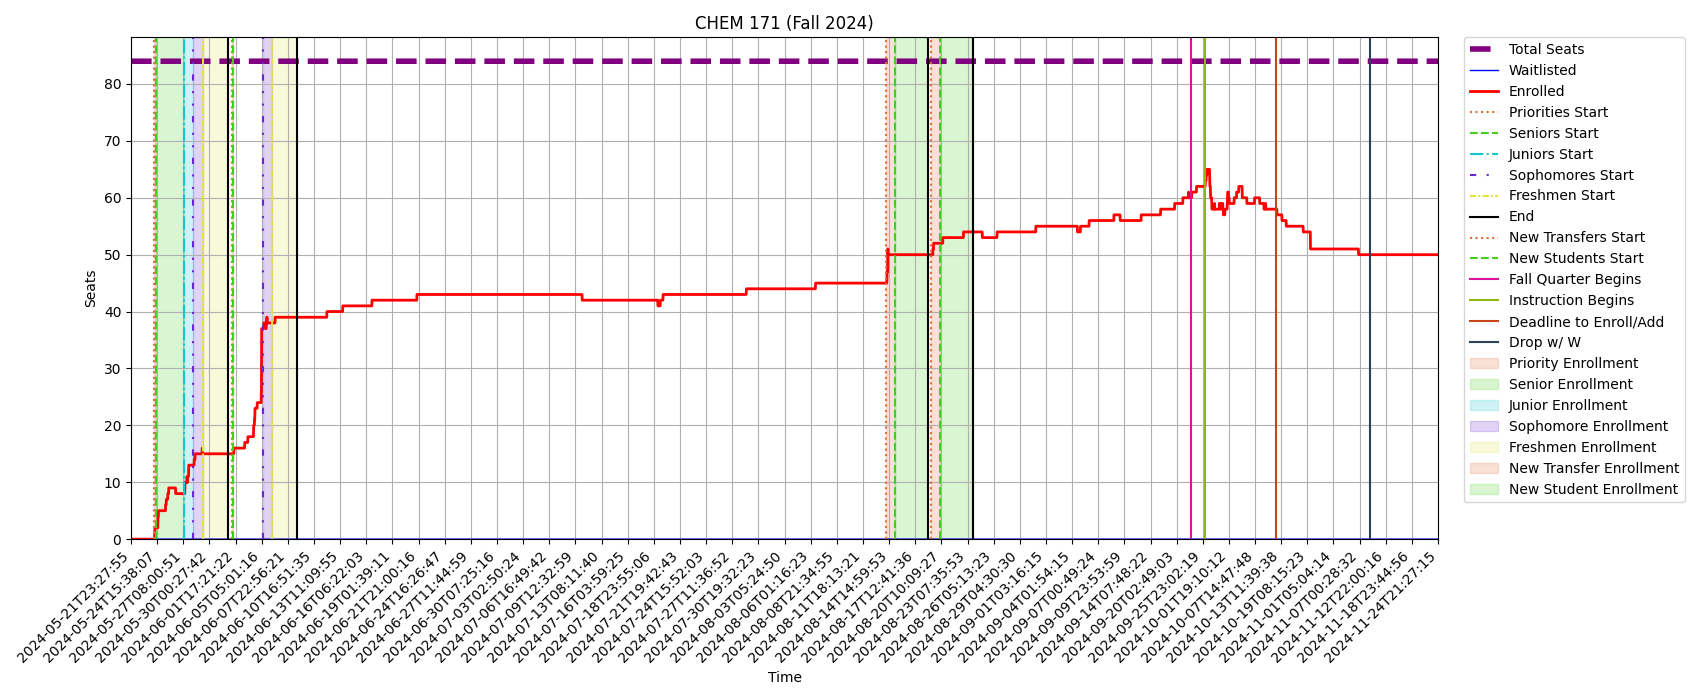 CHEM 171 (Fall 2024)
Seats
80
70
60
50
40
30
20
10
0
2024-05-21T23:27:55
2024-05-24T15:38:07
2024-05-27T08:00:51
2024-05-30T00:27:42
2024-06-01T17:21:22
2024-06-05T05:01:16
2024-06-07T22:56:21
2024-06-10T16:51:35
2024-06-13T11:09:55
2024-06-16T06:22:03
2024-06-19T01:39:11
2024-06-21T21:00:16
2024-06-24T16:26:47
2024-06-27T11:44:59
2024-06-30T07:25:16
2024-07-03T02:50:24
2024-07-06T16:49:42
2024-07-09T12:32:59
2024-07-13T08:11:40
2024-07-16T03:59:25
2024-07-18T23:55:06
2024-07-21T19:42:43
2024-07-24T15:52:03
2024-07-27T11:36:52
2024-07-30T19:32:23
2024-08-03T05:24:50
2024-08-06T01:16:23
2024-08-08T21:34:55
2024-08-11T18:13:21
2024-08-14T14:59:53
2024-08-17T12:41:36
2024-08-20T10:09:27
2024-08-23T07:35:53
2024-08-26T05:13:23
2024-08-29T04:30:30
2024-09-01T03:16:15
2024-09-04T01:54:15
2024-09-07T00:49:24
2024-09-09T23:53:59
2024-09-14T07:48:22
2024-09-20T02:49:03
2024-09-25T23:02:19
2024-10-01T19:10:12
2024-10-07T14:47:48
2024-10-13T11:39:38
2024-10-19T08:15:23
2024-11-01T05:04:14
2024-11-07T00:28:32
2024-11-12T22:00:16
2024-11-18T23:44:56
2024-11-24T21:27:15
Time
Total Seats
Waitlisted
Enrolled
Priorities Start
Seniors Start
Juniors Start
Sophomores Start
Freshmen Start
End
New Transfers Start
New Students Start
Fall Quarter Begins
Instruction Begins
Deadline to Enroll/Add
Drop w/ W
Priority Enrollment
Senior Enrollment
Junior Enrollment
Sophomore Enrollment
Freshmen Enrollment
New Transfer Enrollment
New Student Enrollment